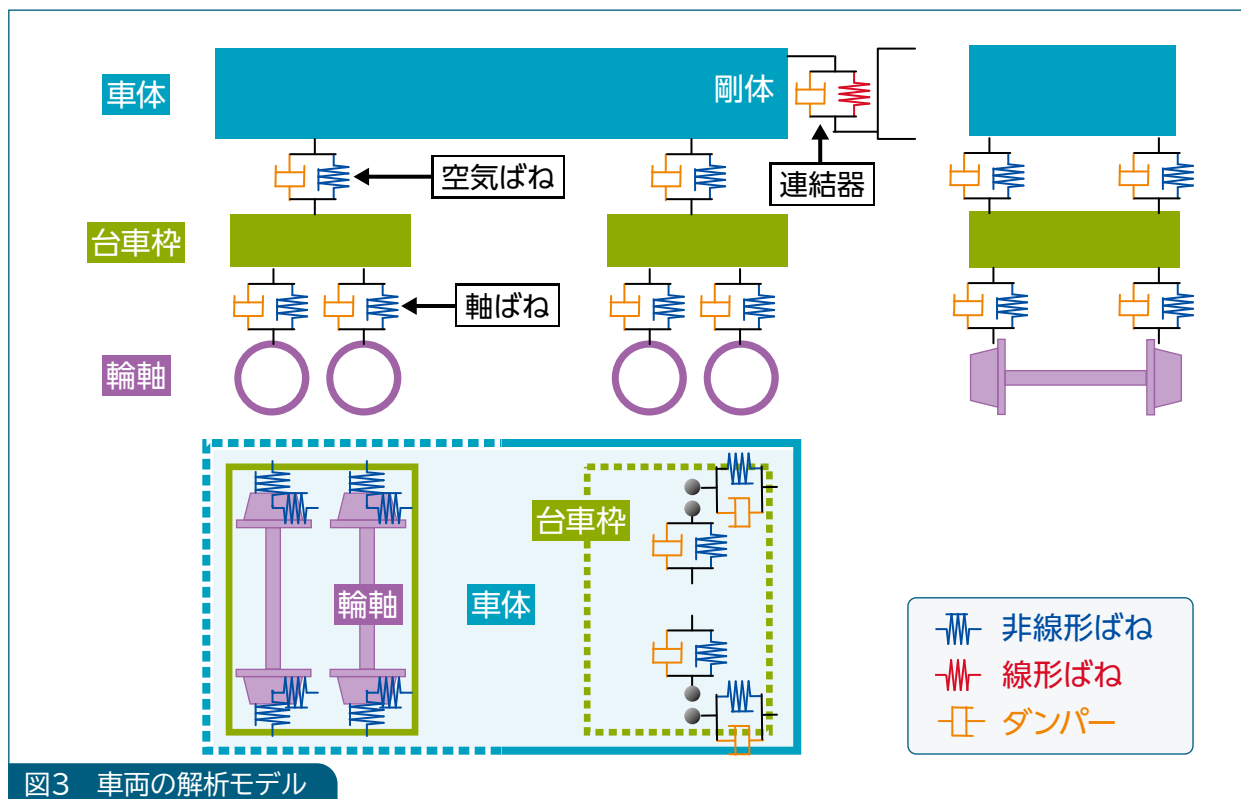 車体
剛体
空気ばね
連結器
台車枠
軸ばね
輪軸
台車枠
輪軸
車体
非線形ばね
線形ばね
ダンパー
図3 車両の解析モデル